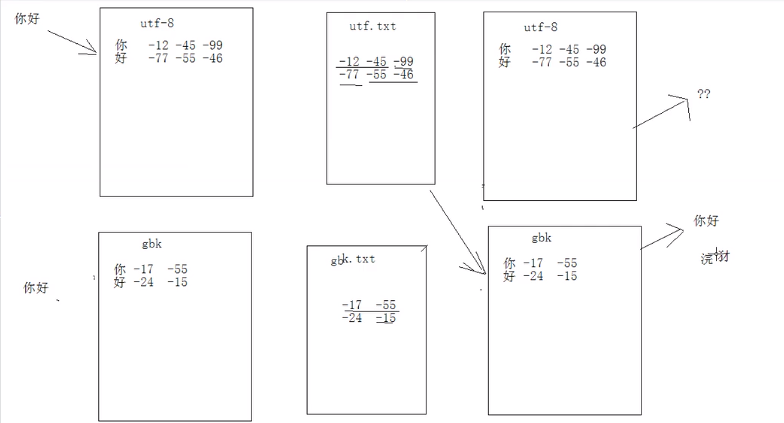 你好
utf-8
你 -12 -45 -99
好 -77 -55 -46
utf.txt
-12 -45 -99
-77 -55 -46
utf-8
你 -12 -45 -99
好 -77 -55 -46
??
你好
gbk
你 -17 -55
好 -24 -15
gbk.txt
-17 -55
-24 -15
gbk
你 -17 -55
好 -24 -15
你好